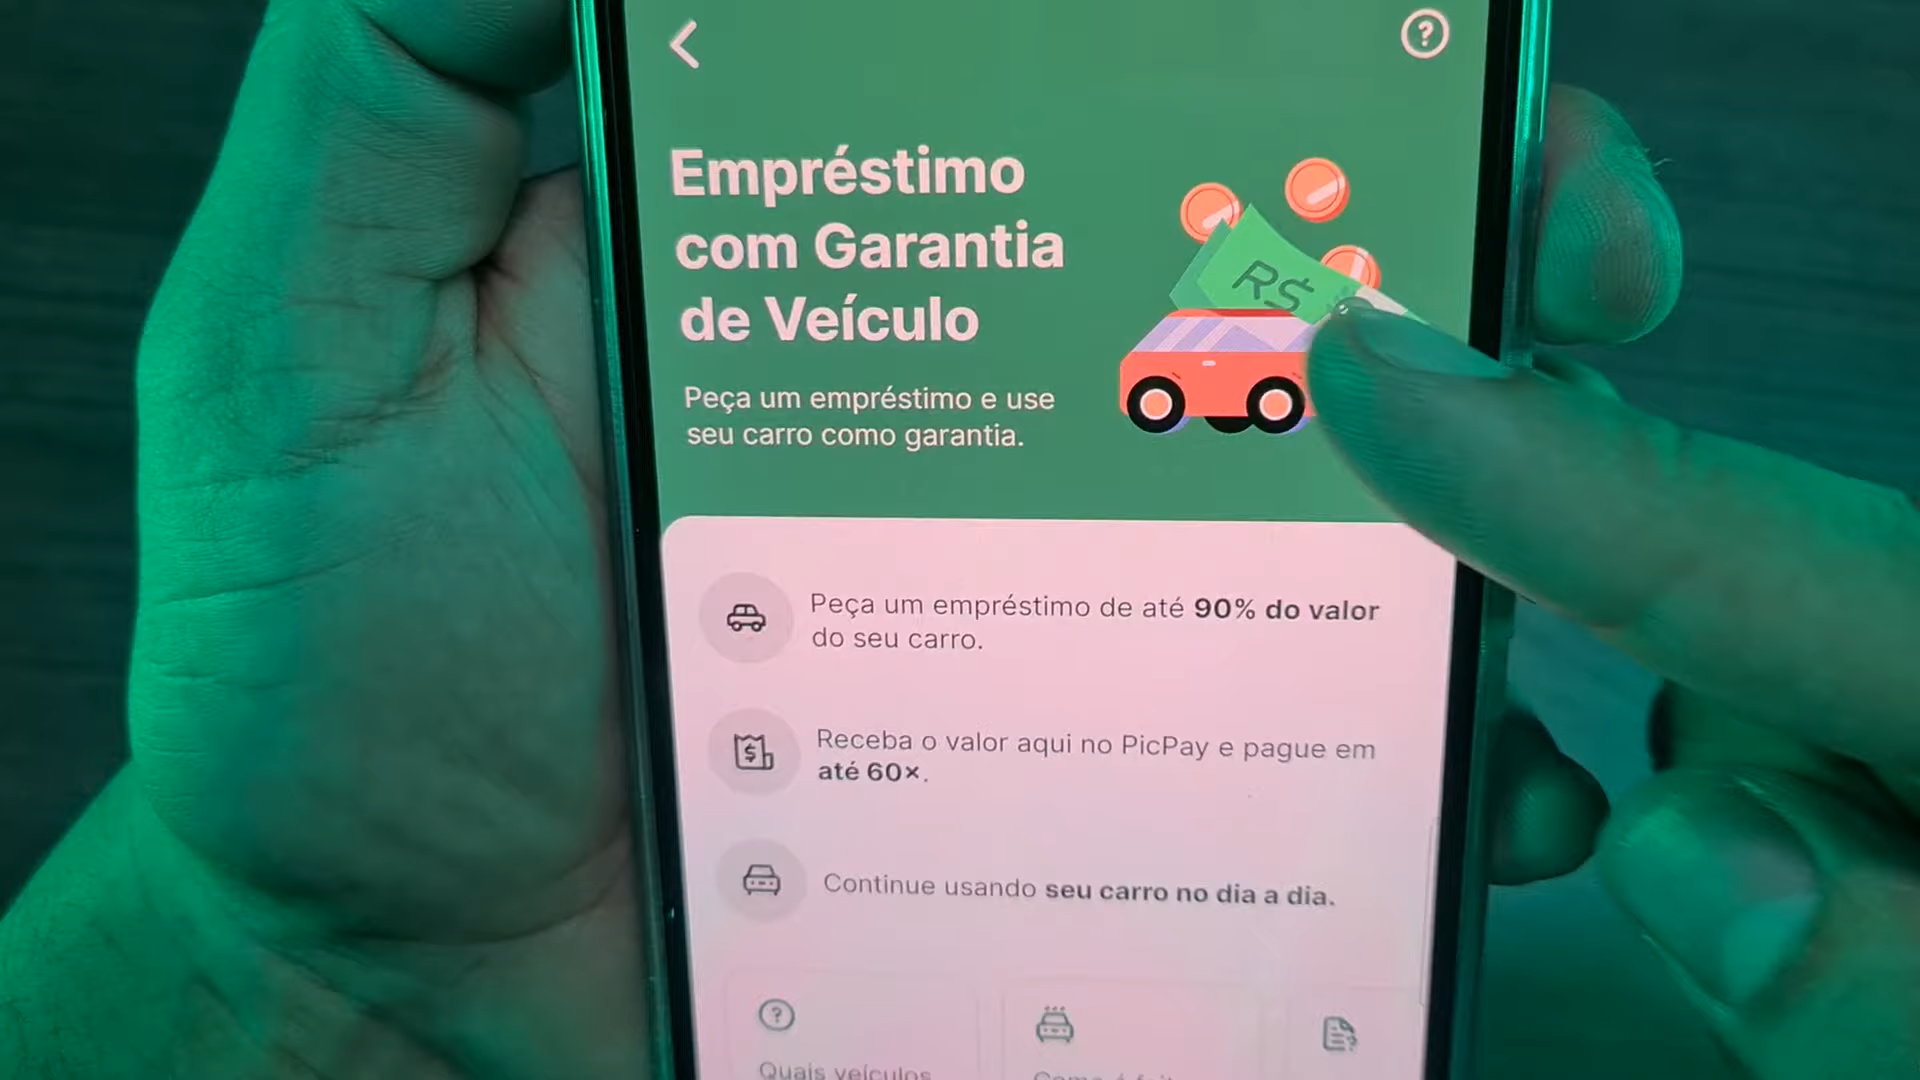 Empréstimo
com Garantia
de Veículo
R$
Peça um empréstimo e use
seu carro como garantia.
Peça um empréstimo de até 90% do valor
do seu carro.
Receba o valor aqui no PicPay e pague em
até 60×.
Continue usando seu carro no dia a dia.
Quais veículos